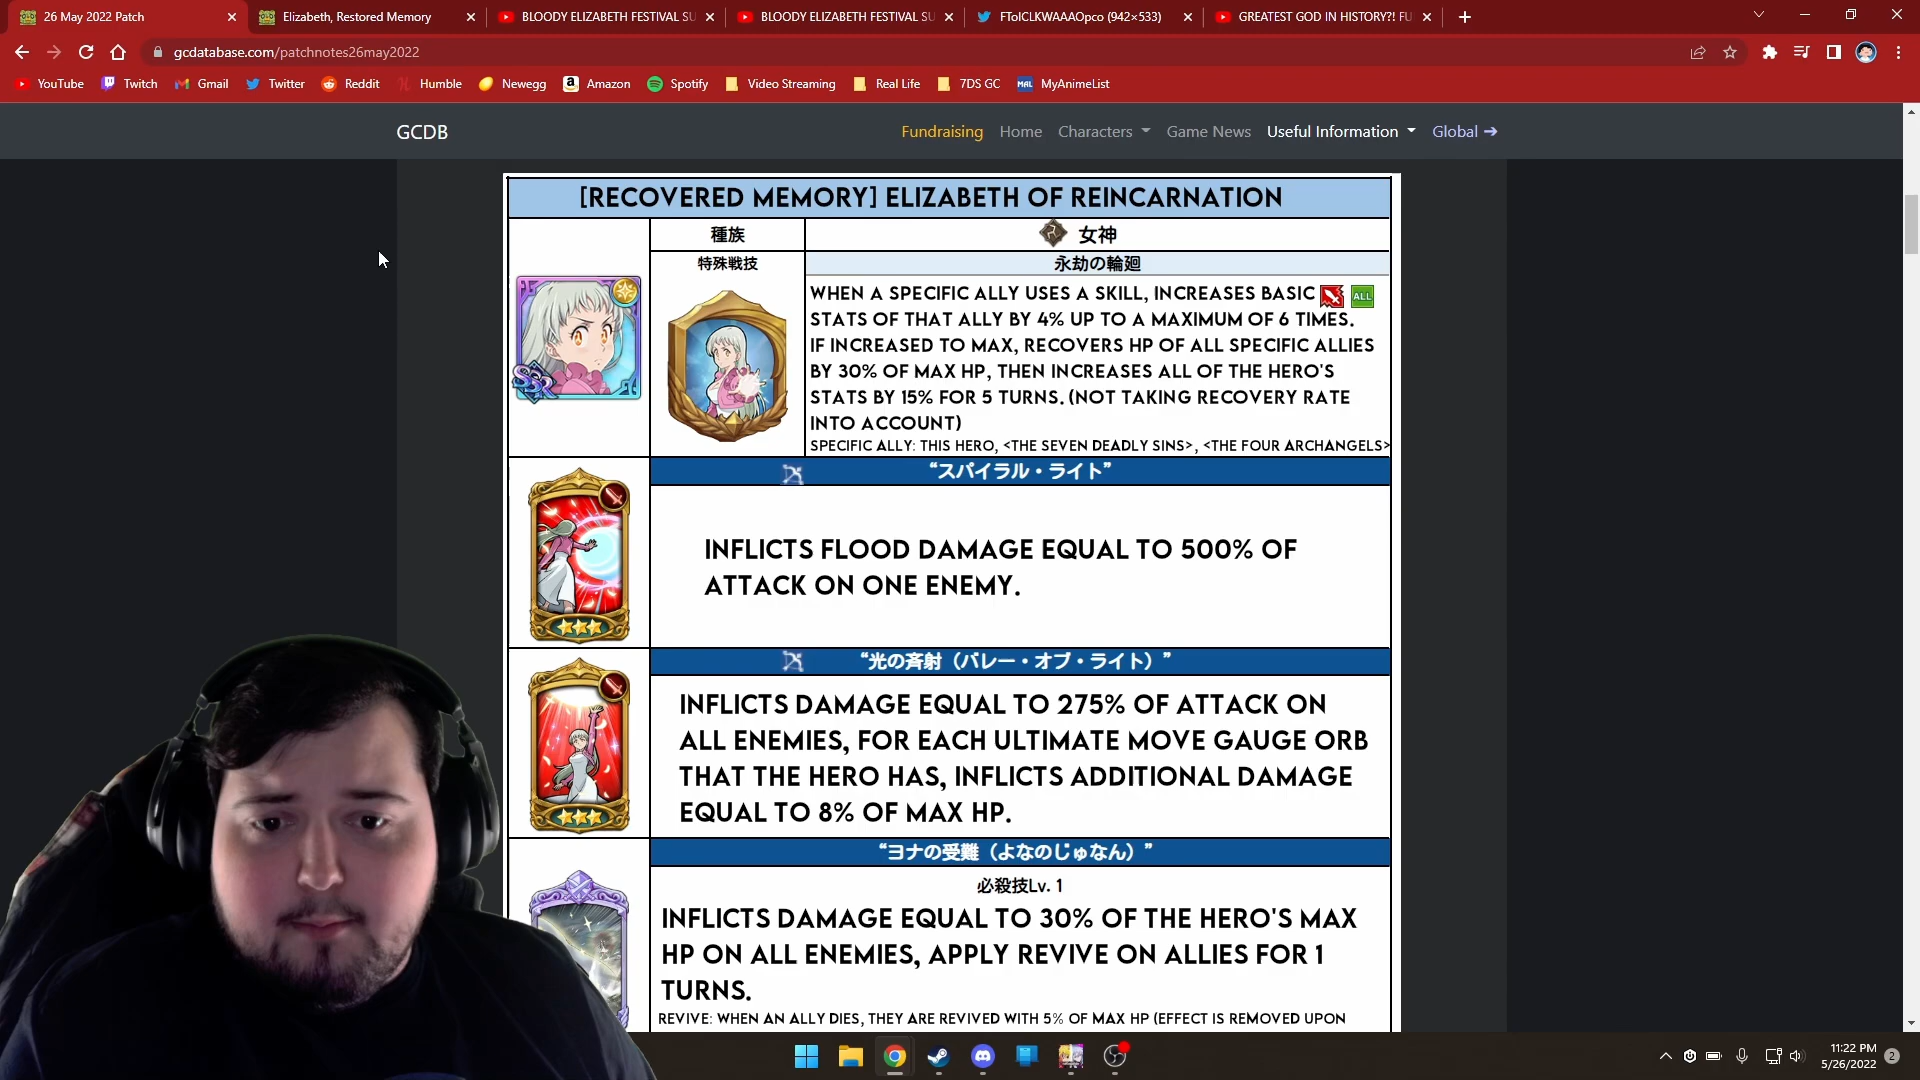 26 May 2022 Patch
Elizabeth, Restored Memory
BLOODY ELIZABETH FESTIVAL SU
BLOODY ELIZABETH FESTIVAL SU
FToICLKWAAAOpco (942×533)
GREATEST GOD IN HISTORY?! FU
gcdatabase.com/patchnotes26may2022
YouTube Twitch Gmail Twitter Reddit Humble Newegg Amazon Spotify Video Streaming Real Life 7DS GC MyAnimeList
GCDB Fundraising Home Characters Game News Useful Information Global
[RECOVERED MEMORY] ELIZABETH OF REINCARNATION
種族 女神
特殊戦技 永劫の輪廻
WHEN A SPECIFIC ALLY USES A SKILL, INCREASES BASIC ALL
STATS OF THAT ALLY BY 4% UP TO A MAXIMUM OF 6 TIMES.
IF INCREASED TO MAX, RECOVERS HP OF ALL SPECIFIC ALLIES
BY 30% OF MAX HP, THEN INCREASES ALL OF THE HERO'S
STATS BY 15% FOR 5 TURNS. (NOT TAKING RECOVERY RATE
INTO ACCOUNT)
SPECIFIC ALLY: THIS HERO, <THE SEVEN DEADLY SINS>, <THE FOUR ARCHANGELS>
SSR
“スパイラル・ライト”
INFLICTS FLOOD DAMAGE EQUAL TO 500% OF
ATTACK ON ONE ENEMY.
“光の斉射（バレー・オブ・ライト）”
INFLICTS DAMAGE EQUAL TO 275% OF ATTACK ON
ALL ENEMIES, FOR EACH ULTIMATE MOVE GAUGE ORB
THAT THE HERO HAS, INFLICTS ADDITIONAL DAMAGE
EQUAL TO 8% OF MAX HP.
“ヨナの受難（よなのじゅなん）”
必殺技Lv. 1
INFLICTS DAMAGE EQUAL TO 30% OF THE HERO'S MAX
HP ON ALL ENEMIES, APPLY REVIVE ON ALLIES FOR 1
TURNS.
REVIVE: WHEN AN ALLY DIES, THEY ARE REVIVED WITH 5% OF MAX HP (EFFECT IS REMOVED UPON
11:22 PM
5/26/2022
2